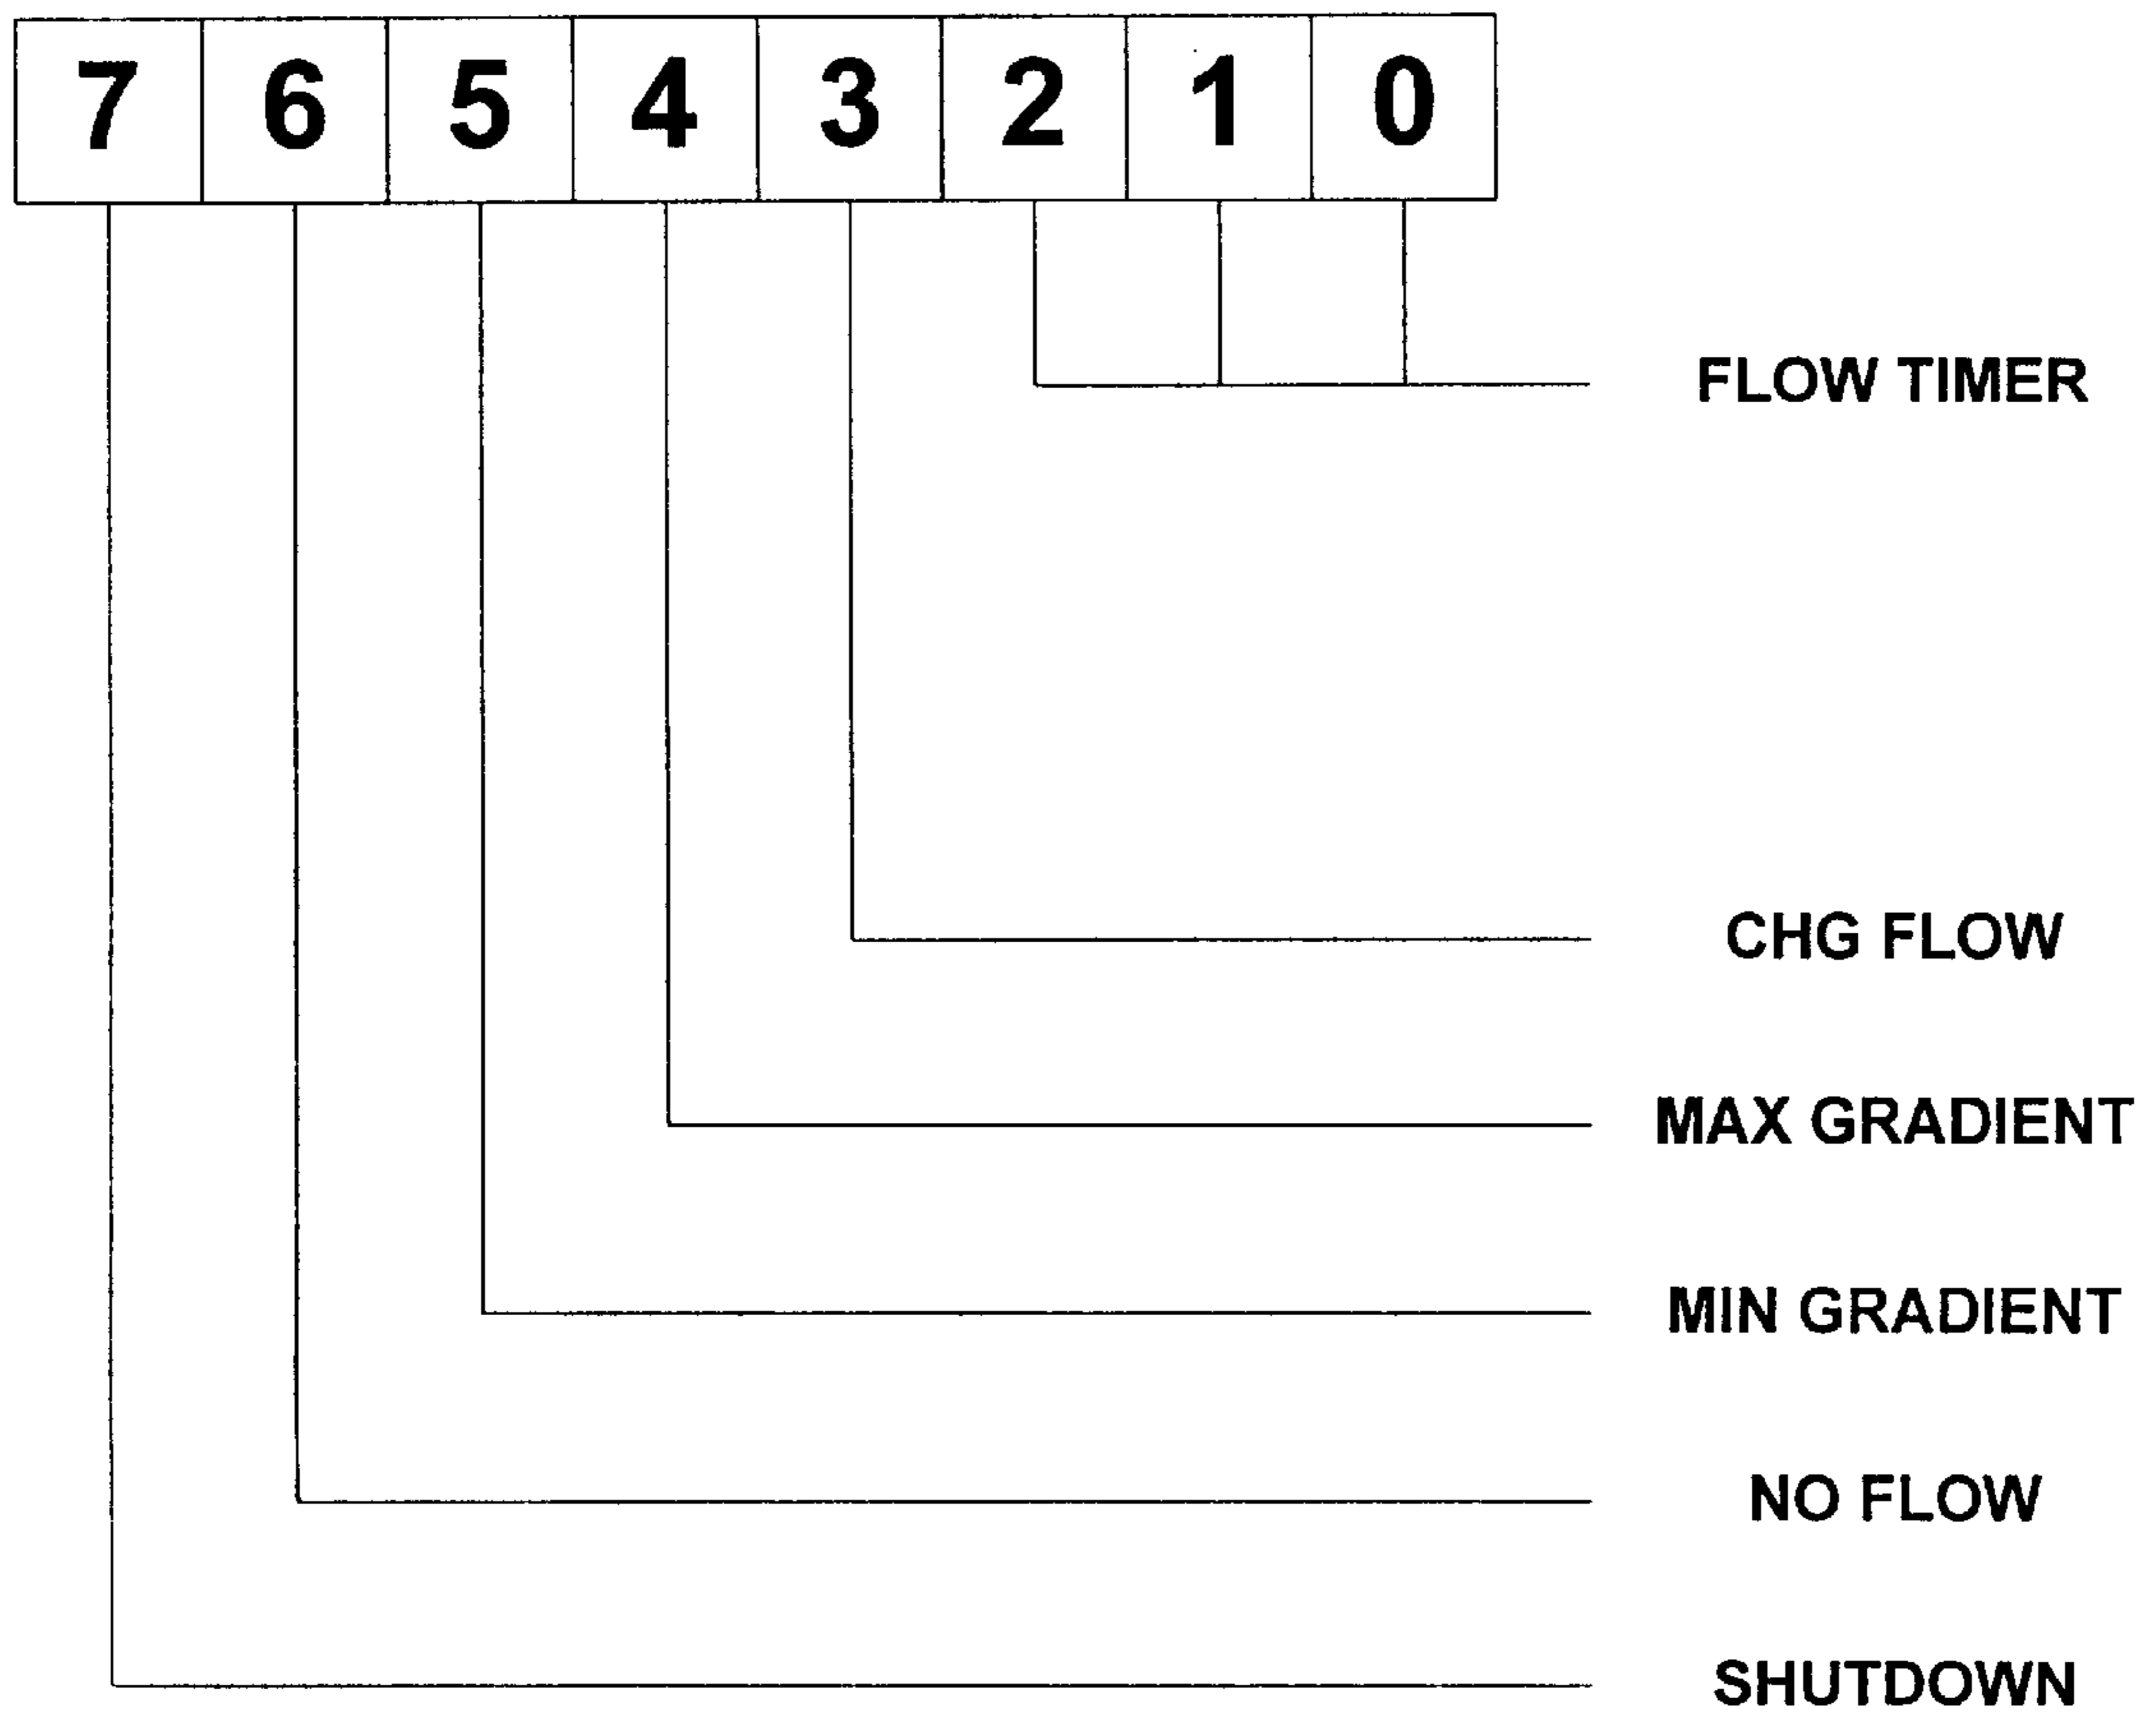 7 6 5 4 3 2 1 0
FLOW TIMER
CHG FLOW
MAX GRADIENT
MIN GRADIENT
NO FLOW
SHUTDOWN